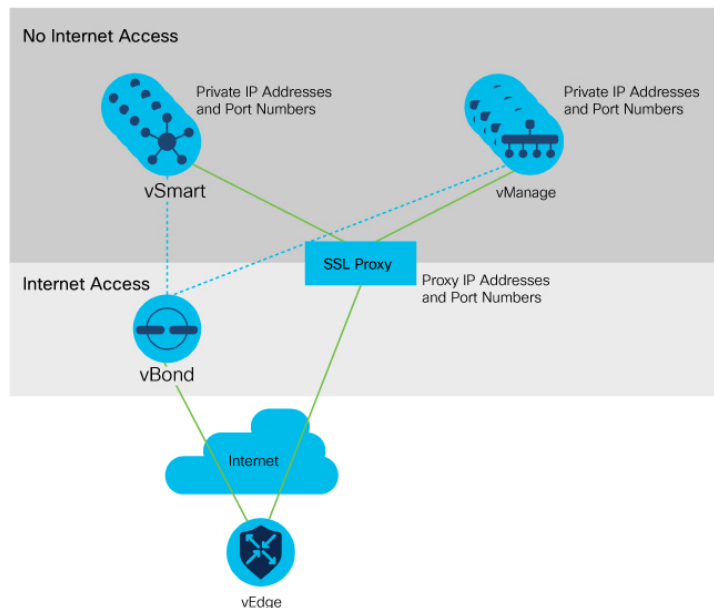 No Internet Access
Private IP Addresses
and Port Numbers
Private IP Addresses
and Port Numbers
vSmart
vManage
SSL Proxy
Internet Access
Proxy IP Addresses
and Port Numbers
vBond
Internet
vEdge